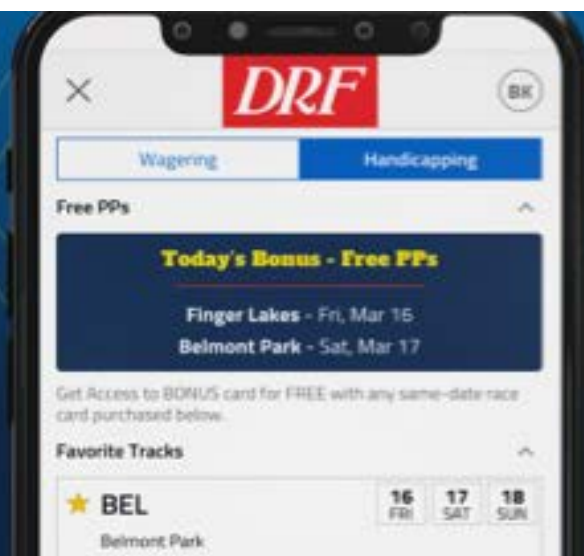 DRF
BK
Wagering
Handicapping
Free PPs
Today's Bonus - Free PPs
Finger Lakes - Fri, Mar 16
Belmont Park - Sat, Mar 17
Get Access to BONUS card for FREE with any same-date race
card purchased below.
Favorite Tracks
BEL
16 17 18
FRI SAT SUN
Belmont Park